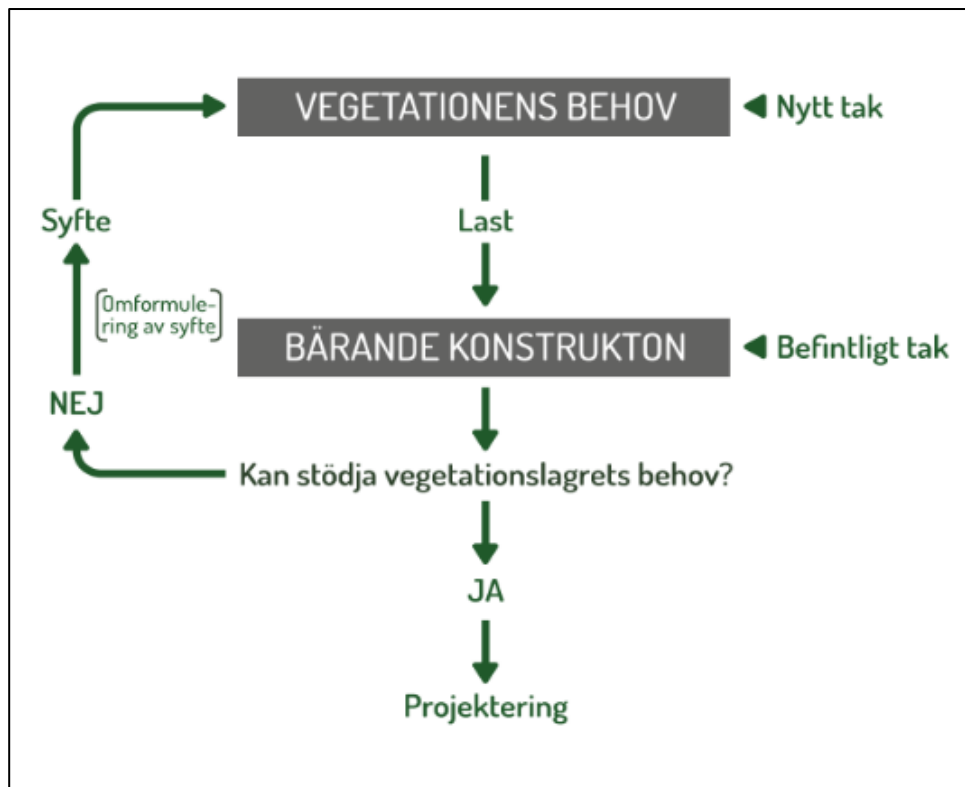 VEGETATIONENS BEHOV
Nytt tak
Syfte
Last
[Omformule-
ring av syfte]
BÄRANDE KONSTRUKTON
Befintligt tak
NEJ
Kan stödja vegetationslagrets behov?
JA
Projektering